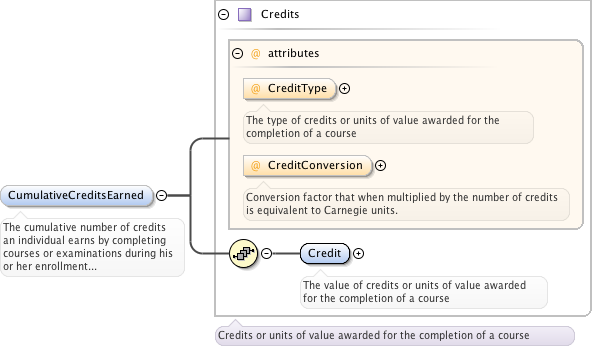 Credits
@ attributes
@ CreditType
The type of credits or units of value awarded for the
completion of a course
@ CreditConversion
Conversion factor that when multiplied by the number of credits
is equivalent to Carnegie units.
CumulativeCreditsEarned
The cumulative number of credits
an individual earns by completing
courses or examinations during his
or her enrollment...
Credit
The value of credits or units of value awarded
for the completion of a course
Credits or units of value awarded for the completion of a course